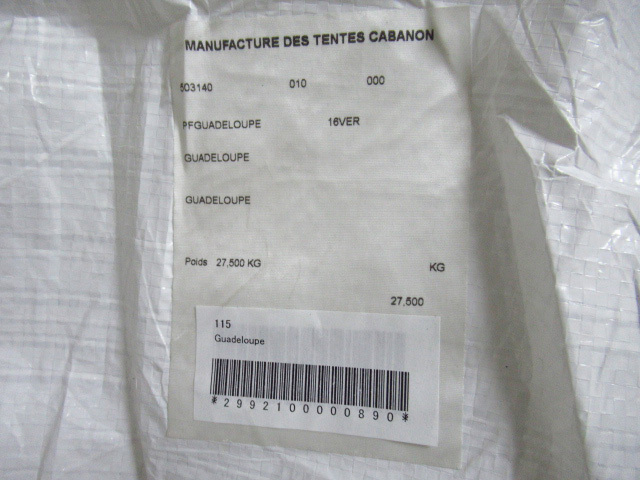 MANUFACTURE DES TENTES CABANON
503140 010 000
PFGUADELOUPE 16VER
GUADELOUPE
GUADELOUPE
Poids 27,500 KG KG
27,500
115
Guadeloupe
*2992100000890*